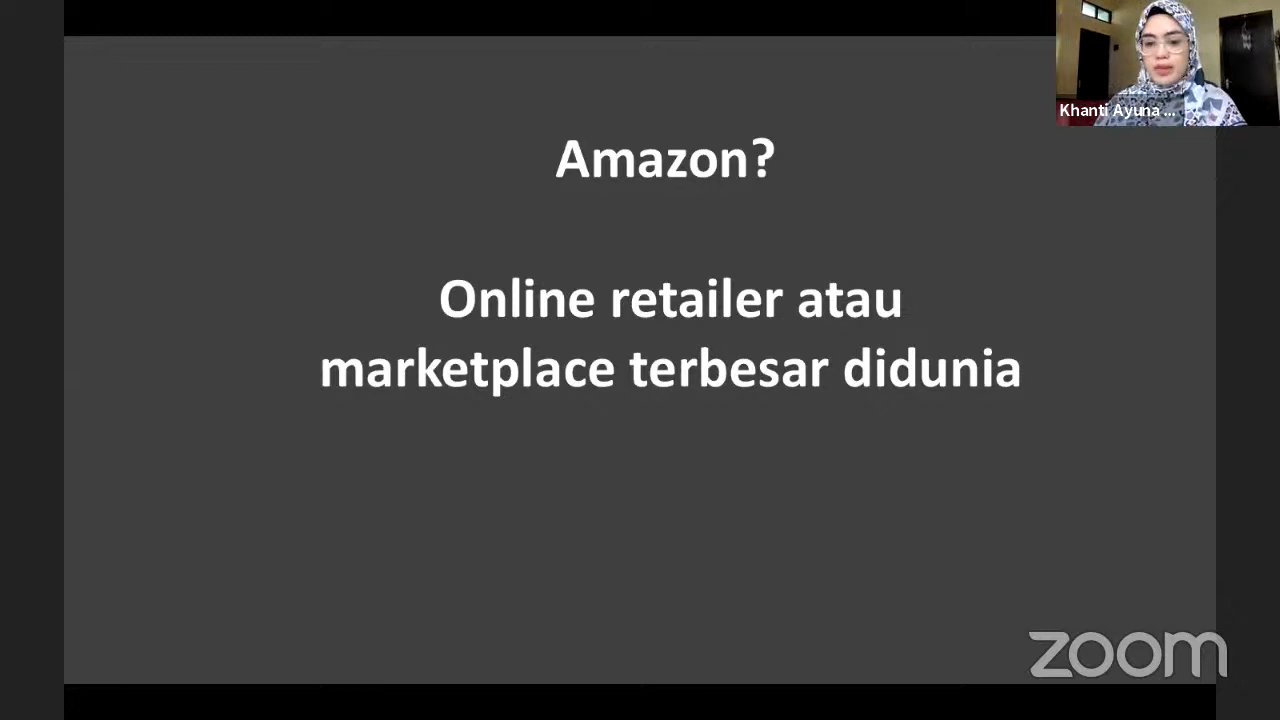 Khanti Ayuna ...
Amazon?
Online retailer atau
marketplace terbesar didunia
zoom